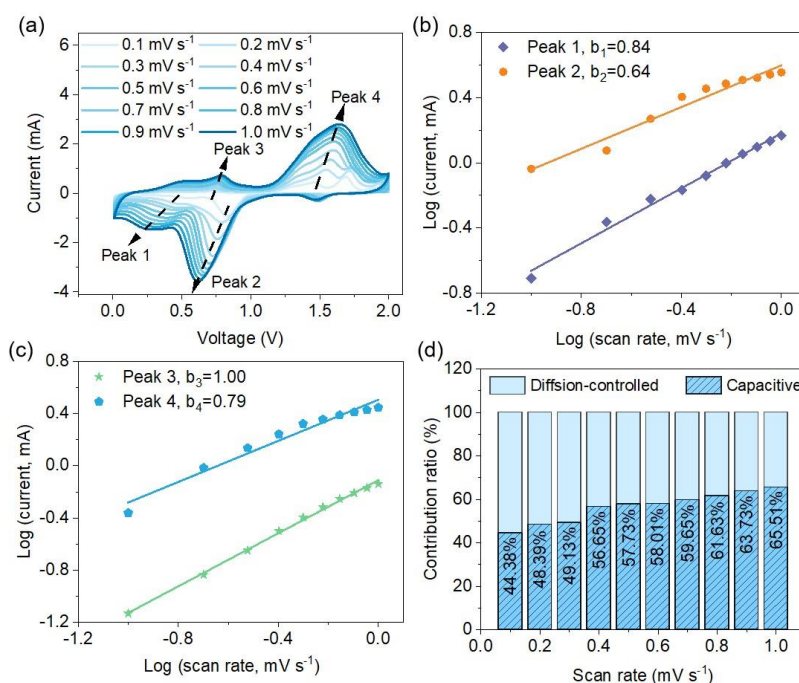 (a)
6
4
2
0
-2
-4
Current (mA)
0.1 mV s⁻¹ 0.2 mV s⁻¹
0.3 mV s⁻¹ 0.4 mV s⁻¹
0.5 mV s⁻¹ 0.6 mV s⁻¹
0.7 mV s⁻¹ 0.8 mV s⁻¹
0.9 mV s⁻¹ 1.0 mV s⁻¹
Peak 4
Peak 3
Peak 1
Peak 2
0.0 0.5 1.0 1.5 2.0
Voltage (V)
(b)
0.8
0.4
0.0
-0.4
-0.8
Log (current, mA)
Peak 1, b₁=0.84
Peak 2, b₂=0.64
-1.2 -0.8 -0.4 0.0
Log (scan rate, mV s⁻¹)
(c)
0.8
0.4
0.0
-0.4
-0.8
-1.2
Log (current, mA)
Peak 3, b₃=1.00
Peak 4, b₄=0.79
-1.2 -0.8 -0.4 0.0
Log (scan rate, mV s⁻¹)
(d)
120
100
80
60
40
20
0
Contribution ratio (%)
Diffsion-controlled Capacitive
44.38%
48.39%
49.13%
56.65%
57.73%
58.01%
59.65%
61.63%
63.73%
65.51%
0.0 0.2 0.4 0.6 0.8 1.0
Scan rate (mV s⁻¹)